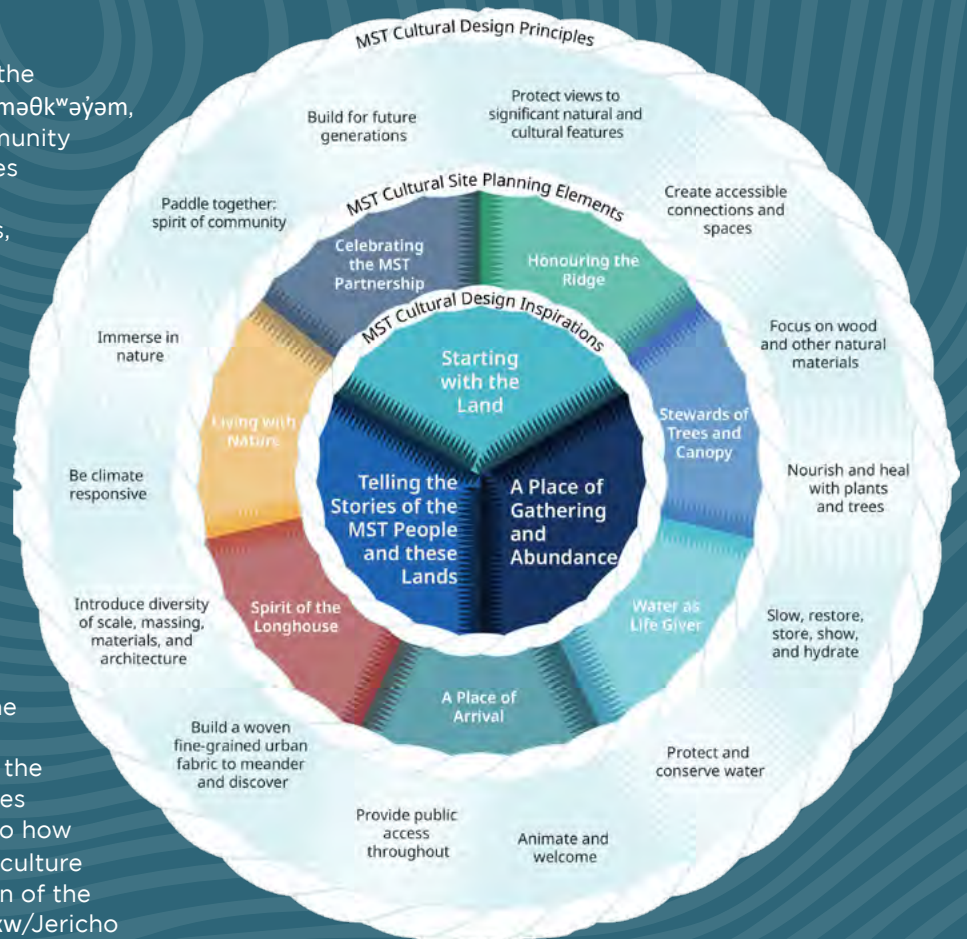 the
məθkʷəy̓əm,
munity
es
s,
he
the
es
o how
culture
n of the
xw/Jericho
MST Cultural Design Principles
Build for future
generations
Protect views to
significant natural and
cultural features
Create accessible
connections and
spaces
Focus on wood
and other natural
materials
Nourish and heal
with plants
and trees
Slow, restore,
store, show,
and hydrate
Protect and
conserve water
Animate and
welcome
Provide public
access
throughout
Build a woven
fine-grained urban
fabric to meander
and discover
Introduce diversity
of scale, massing,
materials, and
architecture
Be climate
responsive
Immerse in
nature
Paddle together:
spirit of community
MST Cultural Site Planning Elements
Celebrating
the MST
Partnership
Honouring the
Ridge
Stewards of
Trees and
Canopy
Water as
Life Giver
A Place of
Arrival
Spirit of the
Longhouse
Living with
Nature
MST Cultural Design Inspirations
Starting
with the
Land
A Place of
Gathering
and
Abundance
Telling the
Stories of the
MST People
and these
Lands